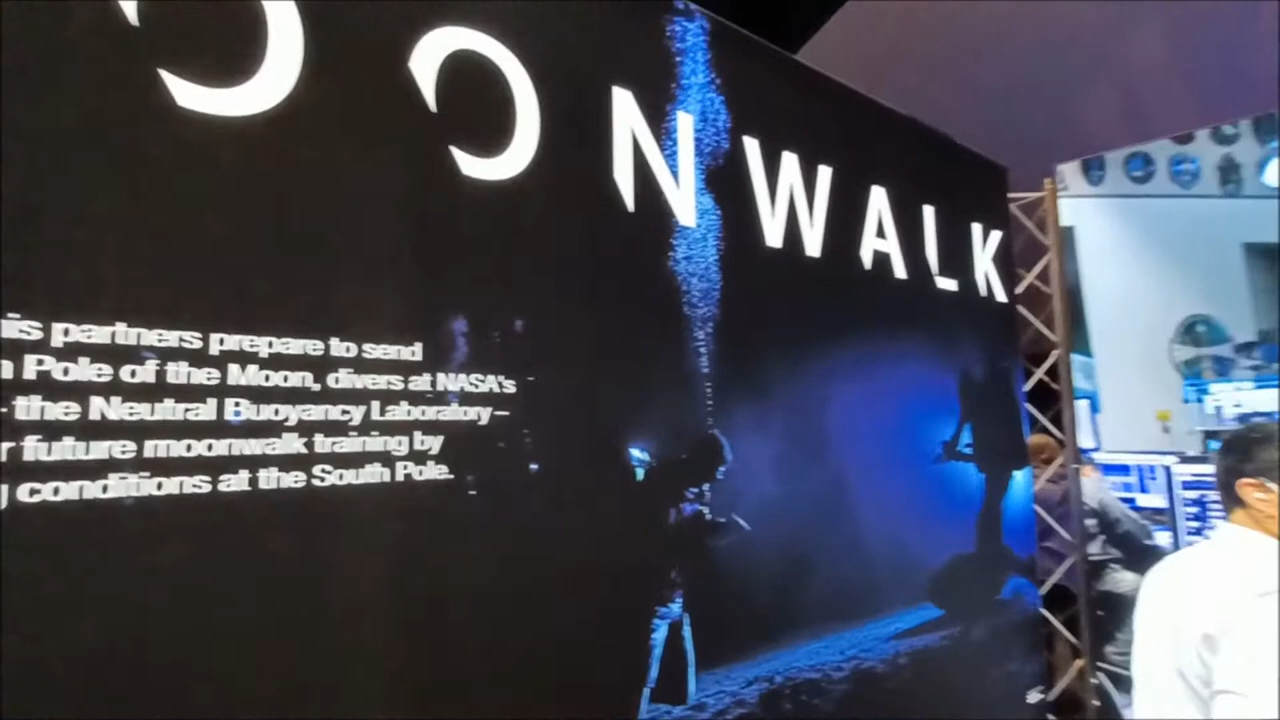 OONWALK
is partners prepare to send
n Pole of the Moon, divers at NASA's
- the Neutral Buoyancy Laboratory –
r future moonwalk training by
g conditions at the South Pole.